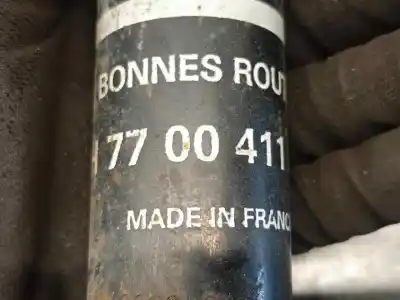 BONNES ROUT
77 00 411
MADE IN FRANC